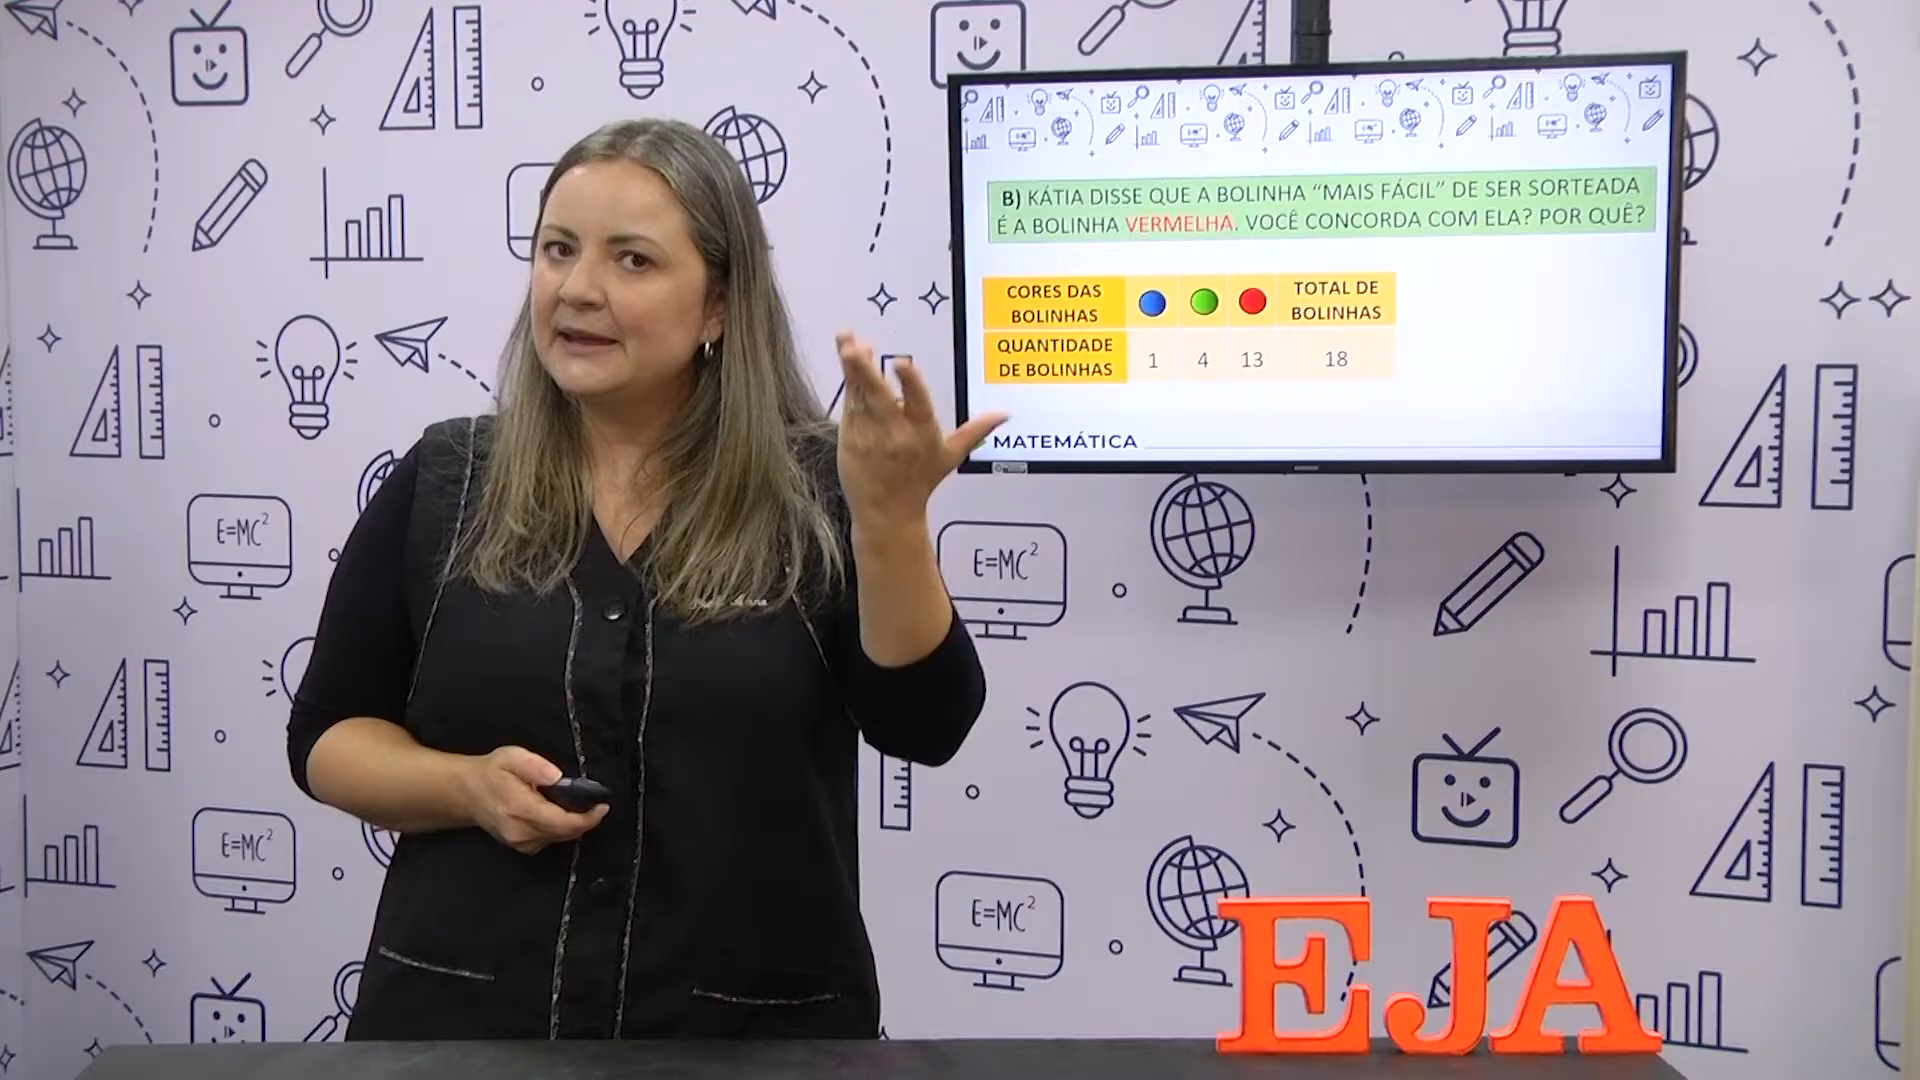 B) KÁTIA DISSE QUE A BOLINHA “MAIS FÁCIL” DE SER SORTEADA
É A BOLINHA VERMELHA. VOCÊ CONCORDA COM ELA? POR QUÊ?
CORES DAS
BOLINHAS
TOTAL DE
BOLINHAS
QUANTIDADE
DE BOLINHAS
1 4 13 18
MATEMÁTICA
E=MC²
E=MC²
E=MC²
E=MC²
EJA